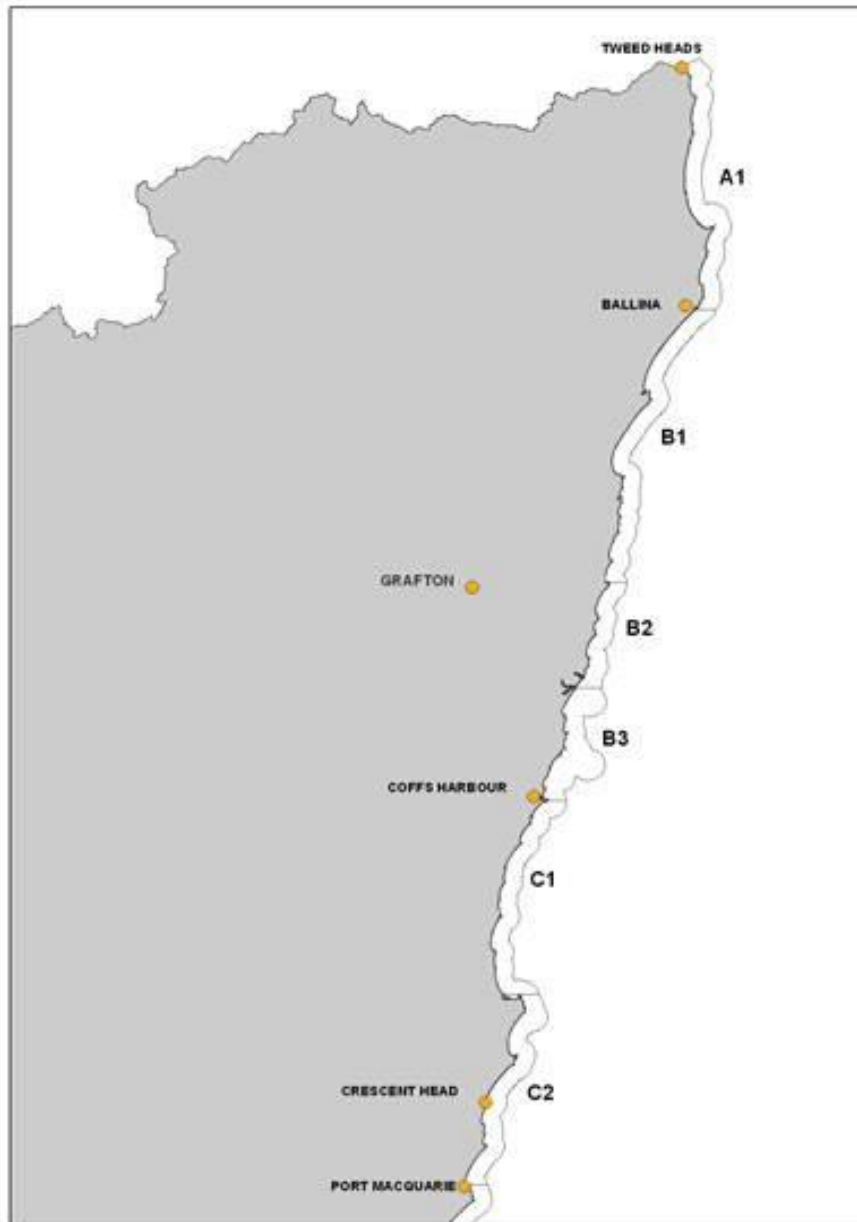 TWEED HEADS
A1
BALLINA
B1
GRAFTON
B2
B3
COFFS HARBOUR
C1
C2
CRESCENT HEAD
PORT MACQUARIE